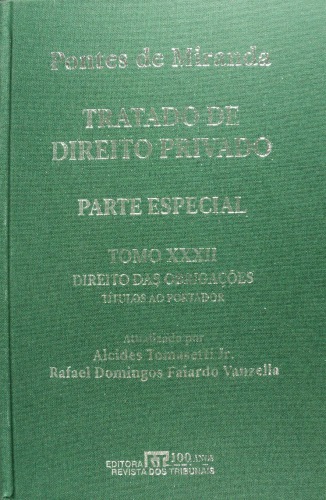 Pontes de Miranda
TRATADO DE
DIREITO PRIVADO
PARTE ESPECIAL
TOMO XXXII
DIREITO DAS OBRIGAÇÕES
TÍTULOS AO PORTADOR
Atualizado por
Alcides Tomasetti Jr.
Rafael Domingos Faiardo Vanzella
EDITORA RT 100 ANOS
REVISTA DOS TRIBUNAIS